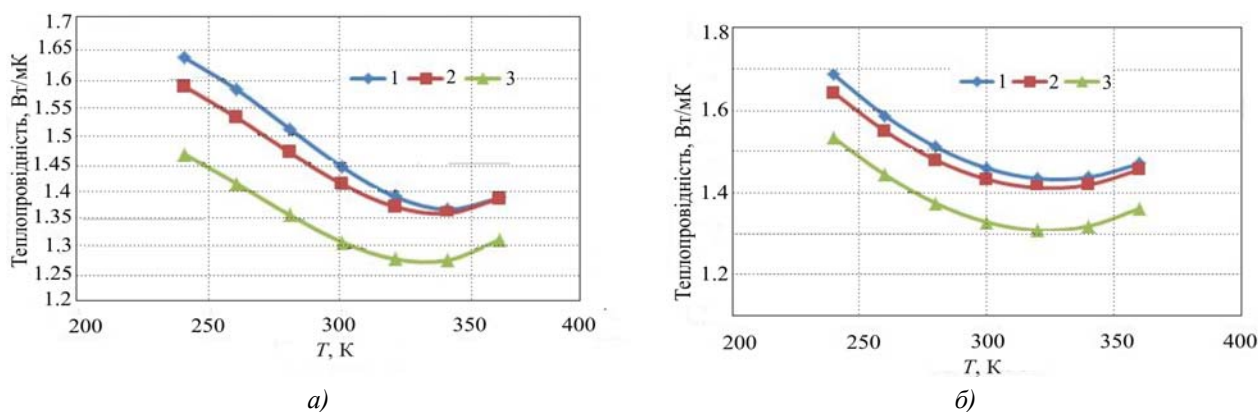 Теплопровідність, Вт/мК
1.7
1.65
1.6
1.55
1.5
1.45
1.4
1.35
1.3
1.25
1.2
1 2 3
200 250 300 350 400
T, К
а)
Теплопровідність, Вт/мК
1.8
1.6
1.4
1.2
1 2 3
200 250 300 350 400
T, К
б)